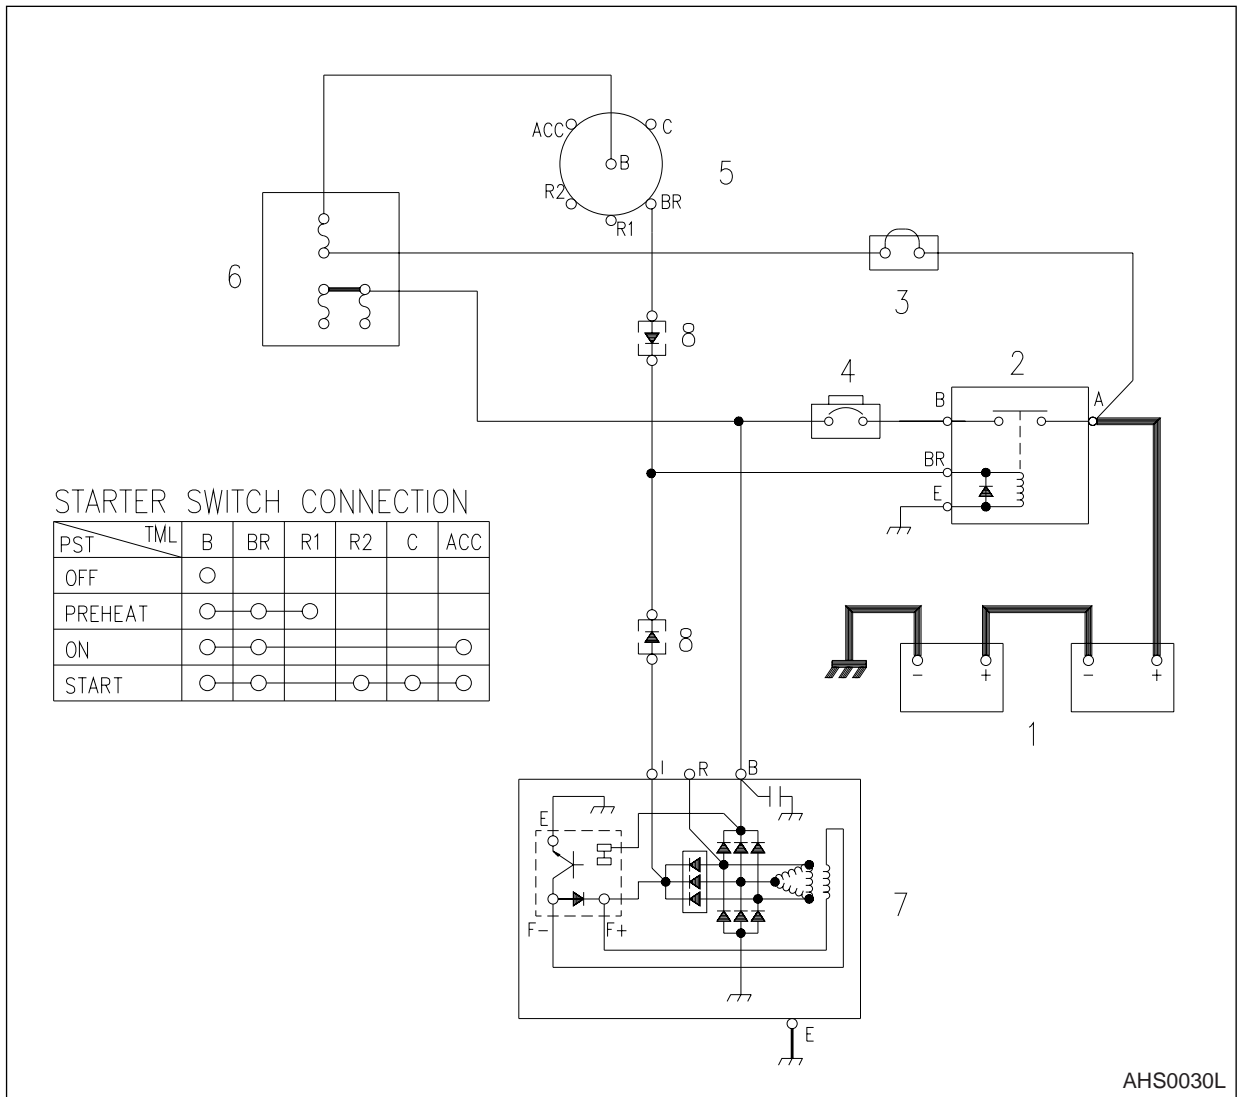 ACC
C
B
5
R2
BR
R1
6
3
8
4
2
B
A
BR
E
STARTER SWITCH CONNECTION
PST TML B BR R1 R2 C ACC
OFF
PREHEAT
ON
START
8
- + - +
1
I R B
E
7
F- F+
E
AHS0030L